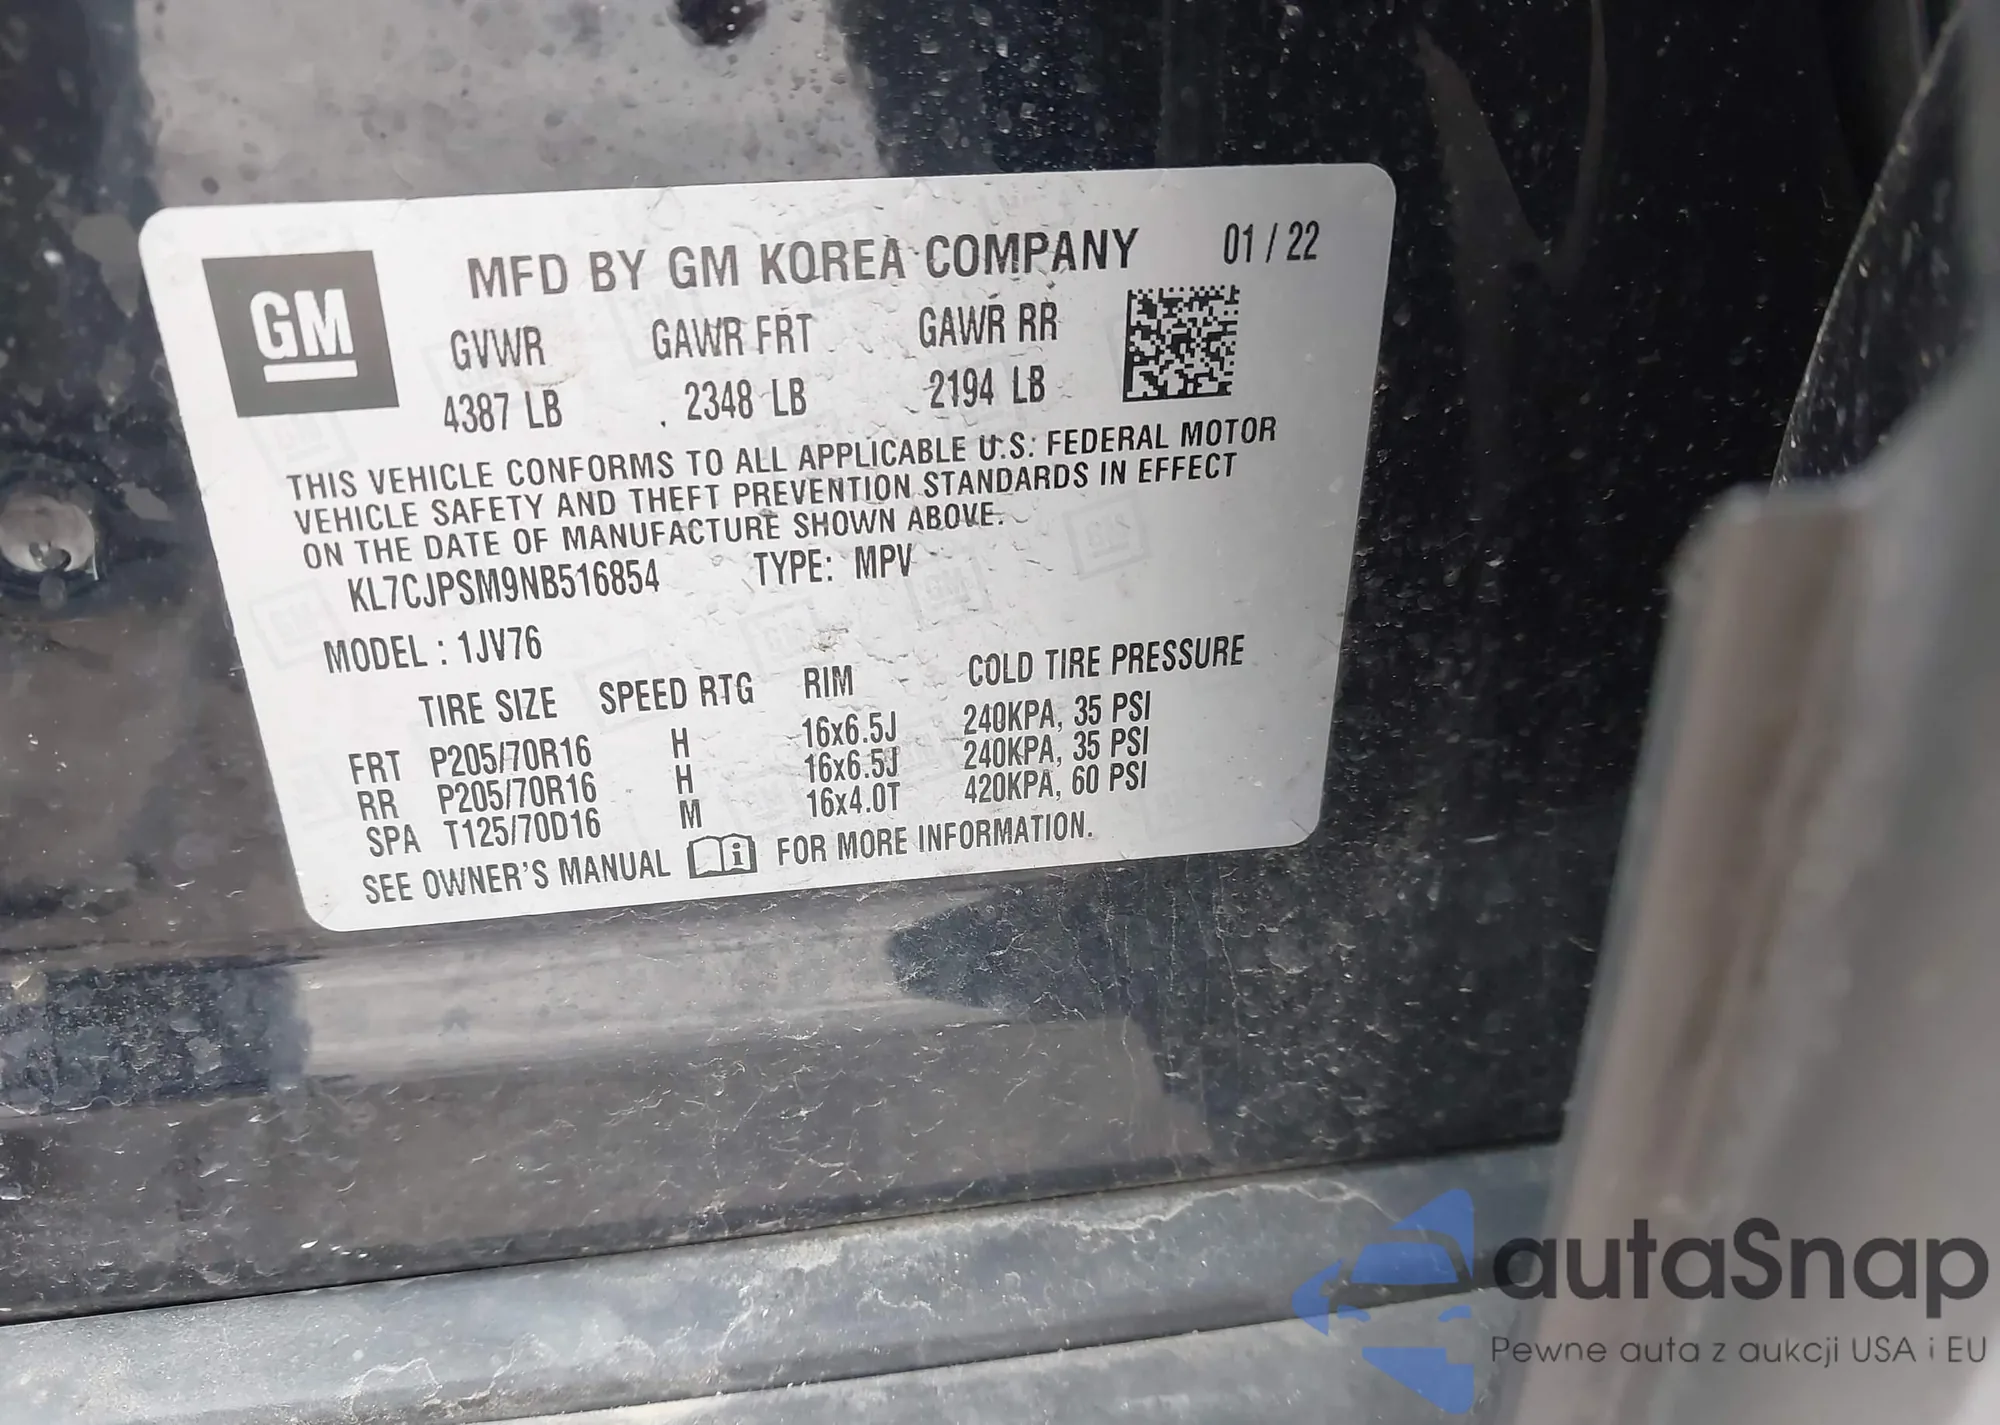 GM
MFD BY GM KOREA COMPANY 01 / 22
GVWR GAWR FRT GAWR RR
4387 LB 2348 LB 2194 LB
THIS VEHICLE CONFORMS TO ALL APPLICABLE U.S. FEDERAL MOTOR
VEHICLE SAFETY AND THEFT PREVENTION STANDARDS IN EFFECT
ON THE DATE OF MANUFACTURE SHOWN ABOVE.
KL7CJPSM9NB516854 TYPE: MPV
MODEL : 1JV76
TIRE SIZE SPEED RTG RIM COLD TIRE PRESSURE
FRT P205/70R16 H 16x6.5J 240KPA, 35 PSI
RR P205/70R16 H 16x6.5J 240KPA, 35 PSI
SPA T125/70D16 M 16x4.0T 420KPA, 60 PSI
SEE OWNER'S MANUAL FOR MORE INFORMATION.
autaSnap
Pewne auta z aukcji USA i EU